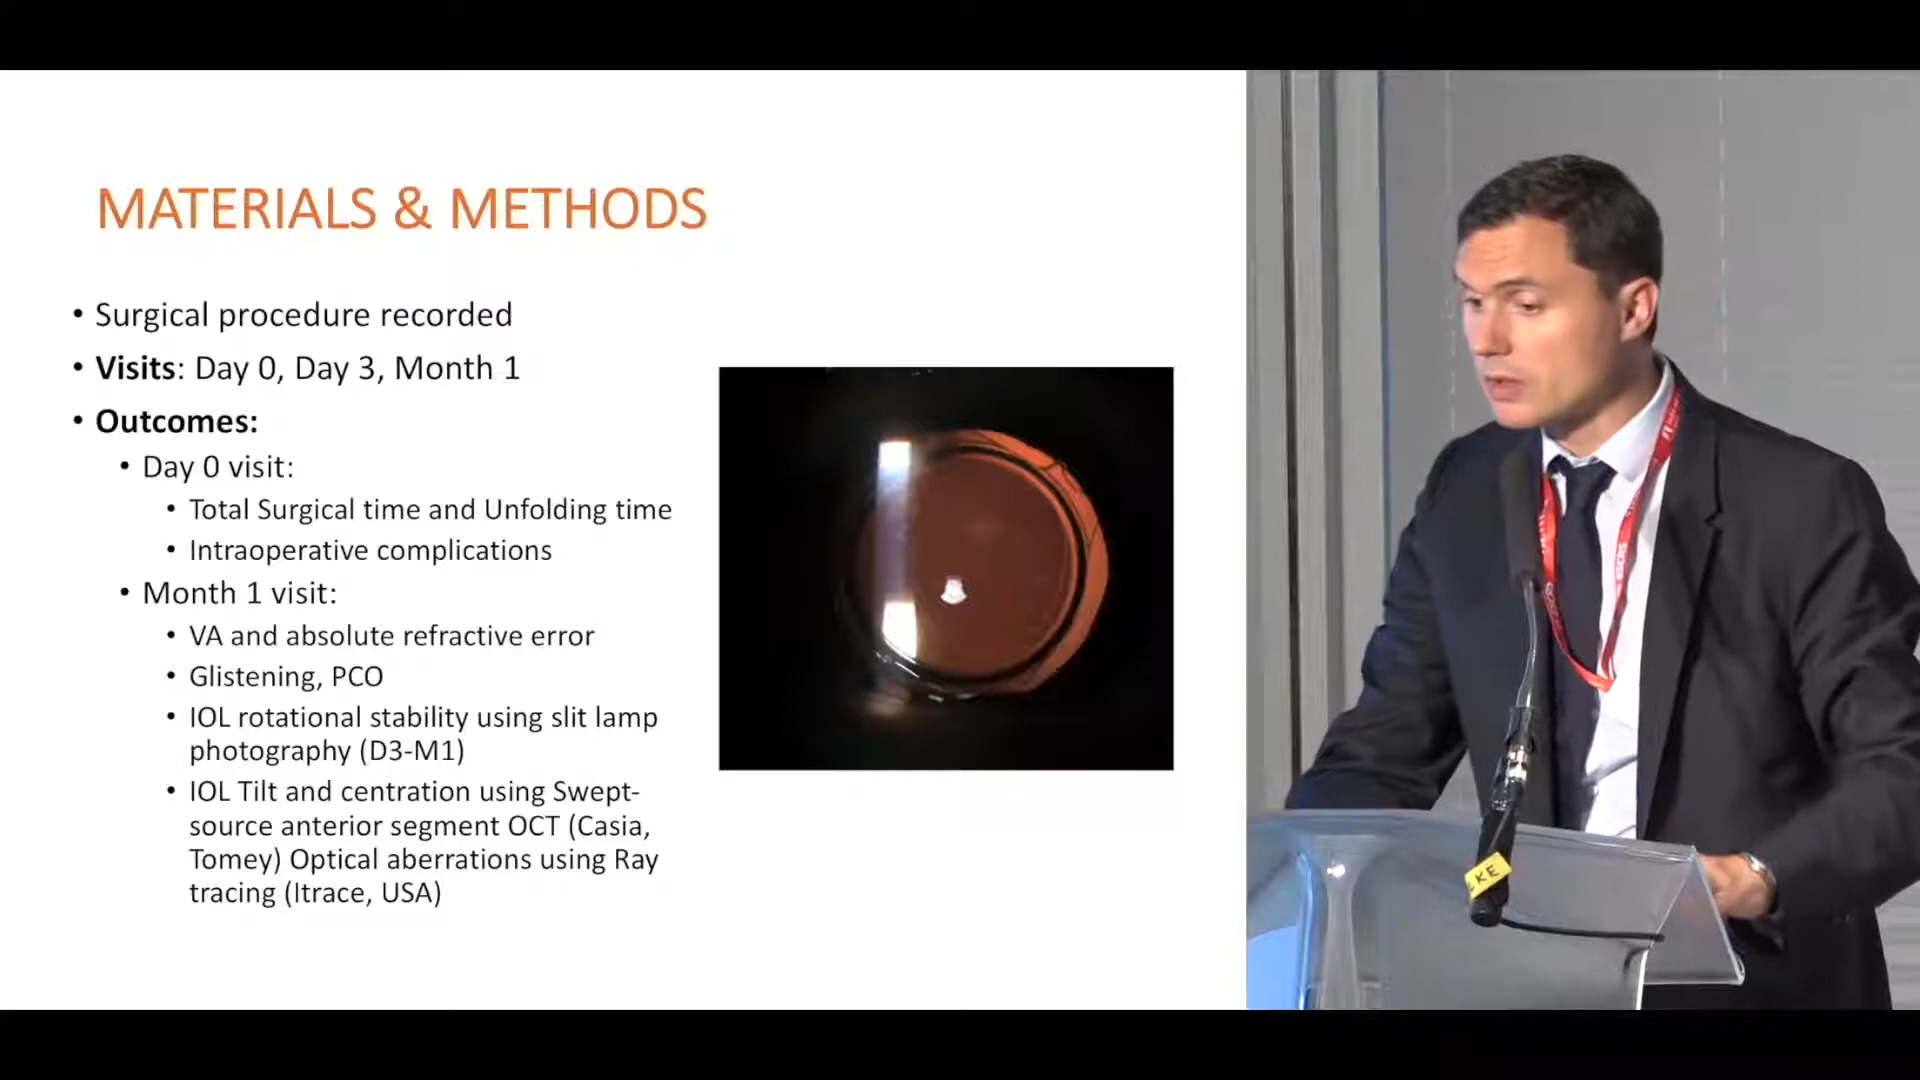 MATERIALS & METHODS
• Surgical procedure recorded
• Visits: Day 0, Day 3, Month 1
• Outcomes:
• Day 0 visit:
• Total Surgical time and Unfolding time
• Intraoperative complications
• Month 1 visit:
• VA and absolute refractive error
• Glistening, PCO
• IOL rotational stability using slit lamp
photography (D3-M1)
• IOL Tilt and centration using Swept-
source anterior segment OCT (Casia,
Tomey) Optical aberrations using Ray
tracing (Itrace, USA)